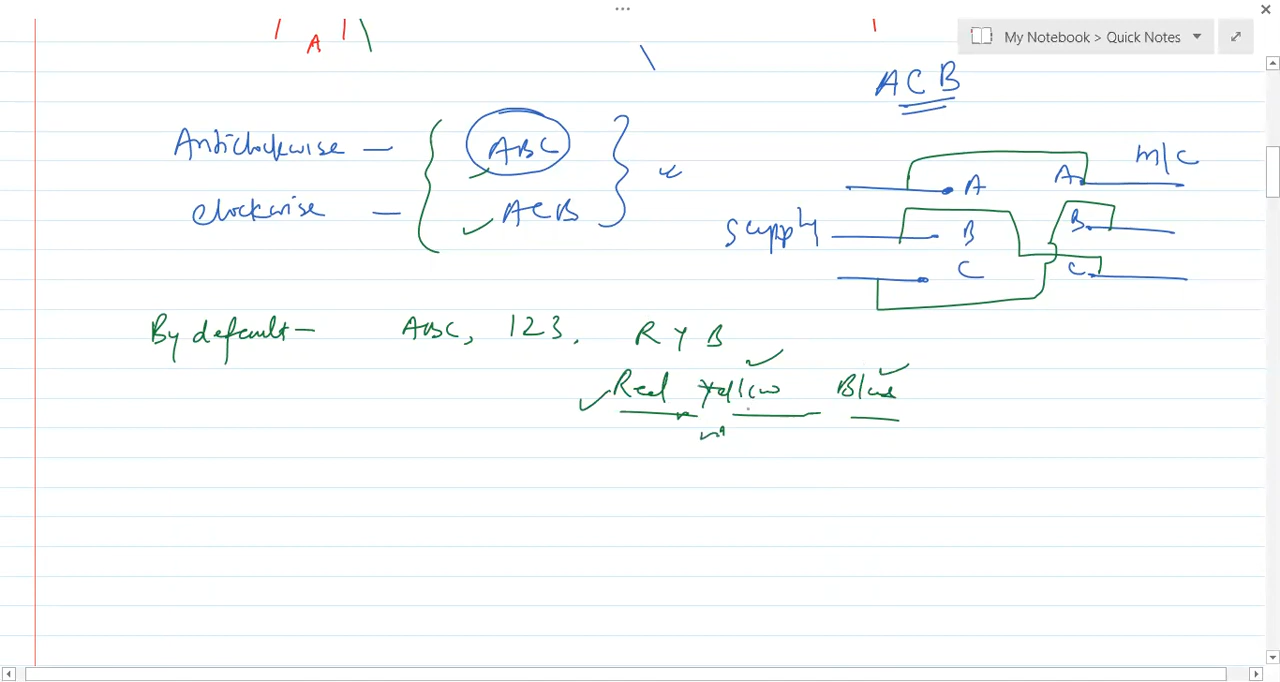 My Notebook > Quick Notes
A
ACB
Anticlockwise — ABC
Clockwise — ACB
M/C
A A
Supply B B
C C
By default — ABC, 123, R Y B
Red Yellow Blue